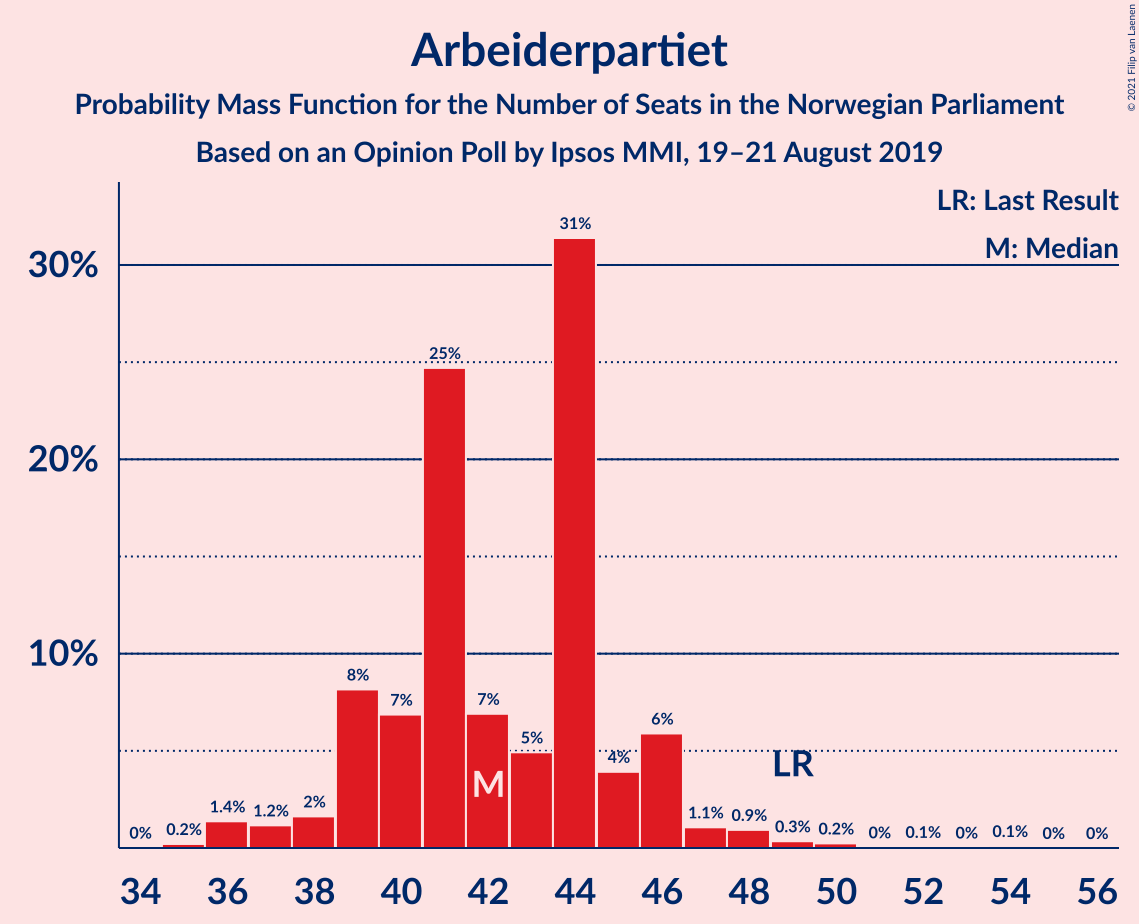 © 2021 Filip van Laenen
Arbeiderpartiet
Probability Mass Function for the Number of Seats in the Norwegian Parliament
Based on an Opinion Poll by Ipsos MMI, 19–21 August 2019
LR: Last Result
M: Median
30%
20%
10%
0% 0.2% 1.4% 1.2% 2% 8% 7% 25% 7% 5% 31% 4% 6% 1.1% 0.9% 0.3% 0.2% 0% 0.1% 0% 0.1% 0% 0%
M
LR
34 36 38 40 42 44 46 48 50 52 54 56